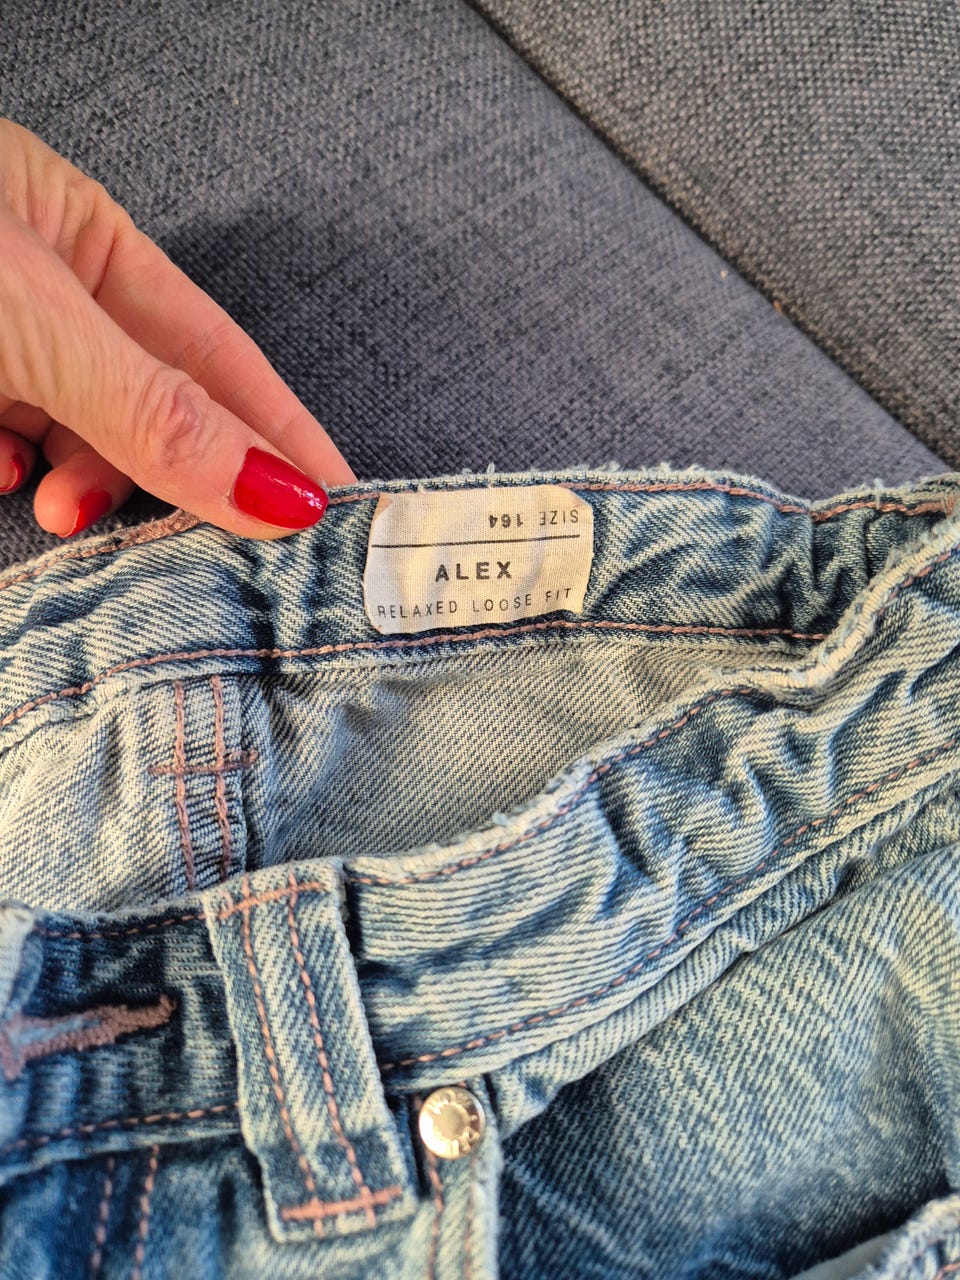 SIZE 164
ALEX
RELAXED LOOSE FIT